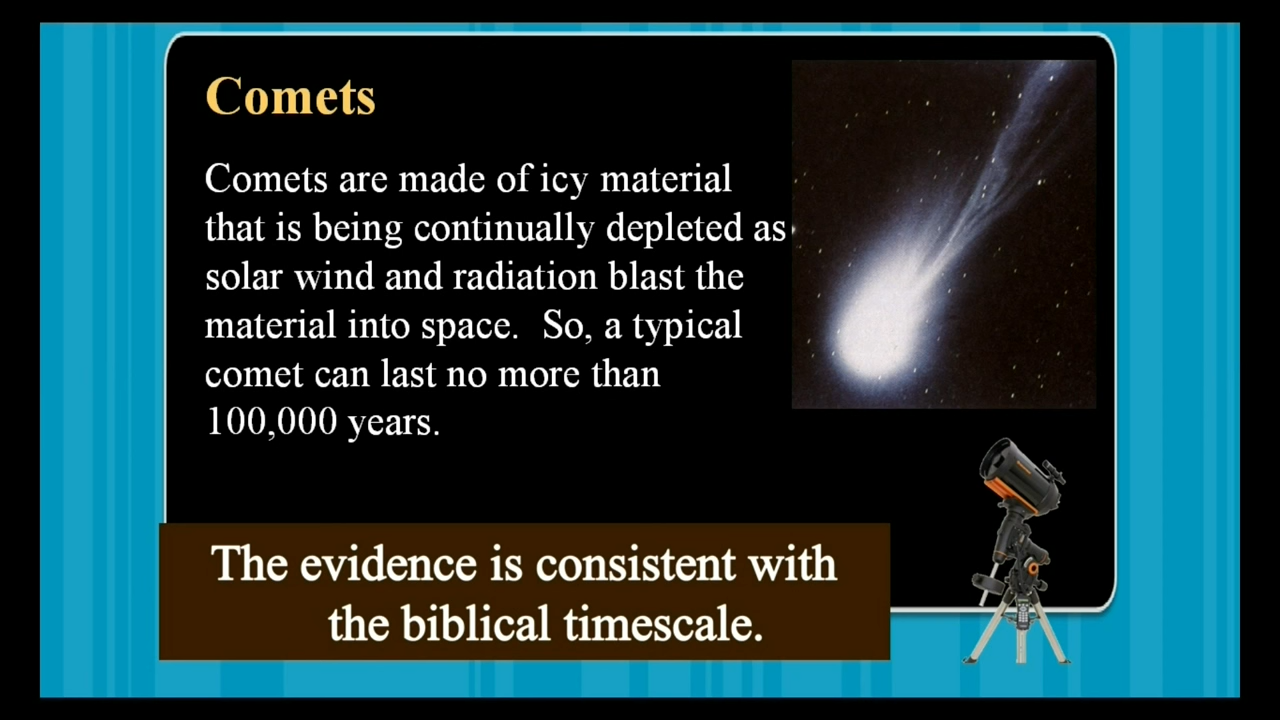 Comets
Comets are made of icy material
that is being continually depleted as
solar wind and radiation blast the
material into space.  So, a typical
comet can last no more than
100,000 years.
The evidence is consistent with
the biblical timescale.